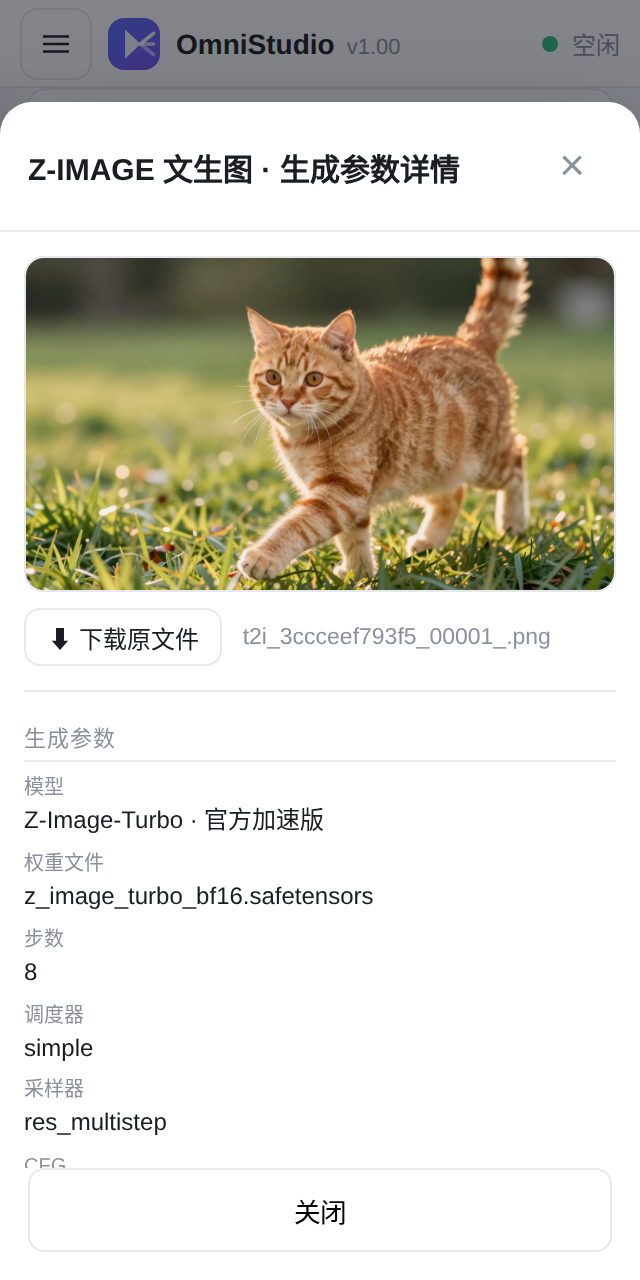 OmniStudio v1.00
空闲
Z-IMAGE 文生图 · 生成参数详情
下载原文件
t2i_3ccceef793f5_00001_.png
生成参数
模型
Z-Image-Turbo · 官方加速版
权重文件
z_image_turbo_bf16.safetensors
步数
8
调度器
simple
采样器
res_multistep
CFG
关闭